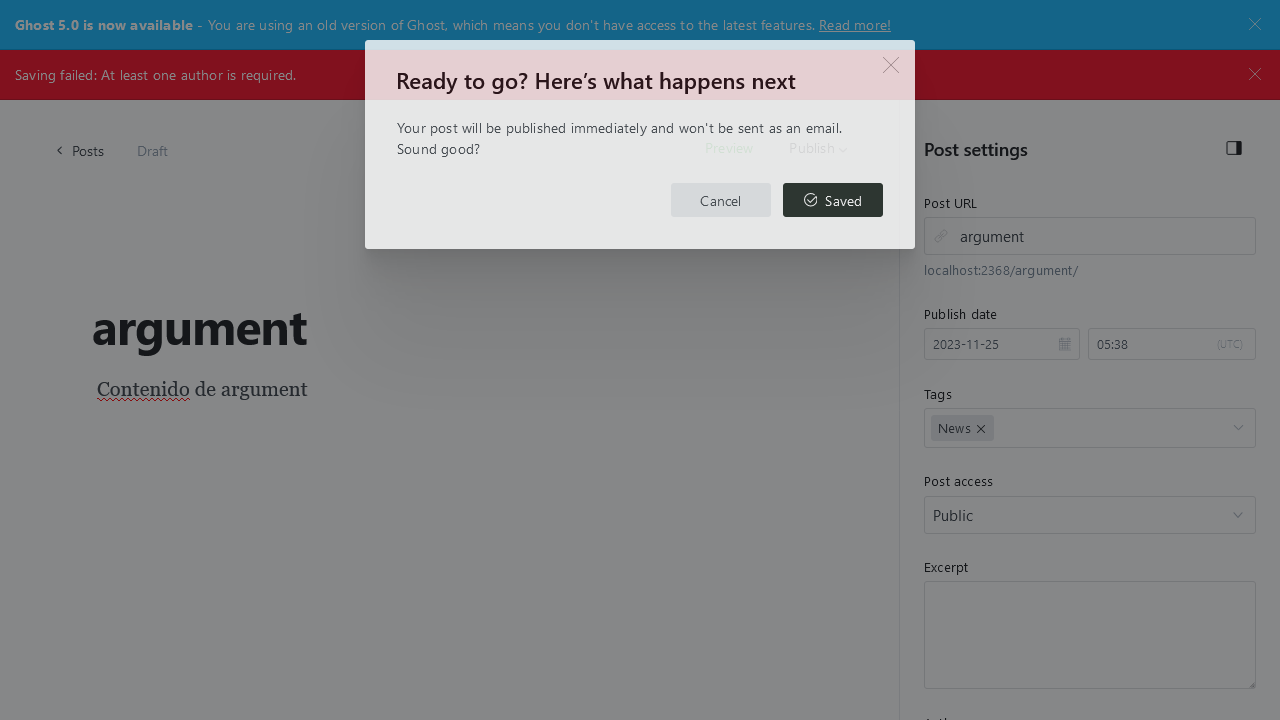 Ghost 5.0 is now available - You are using an old version of Ghost, which means you don't have access to the latest features. Read more!
Saving failed: At least one author is required.
Ready to go? Here’s what happens next
Your post will be published immediately and won't be sent as an email.
Sound good?
Cancel
Saved
Posts
Draft
Preview
Publish
argument
Contenido de argument
Post settings
Post URL
argument
localhost:2368/argument/
Publish date
2023-11-25
05:38
(UTC)
Tags
News
Post access
Public
Excerpt